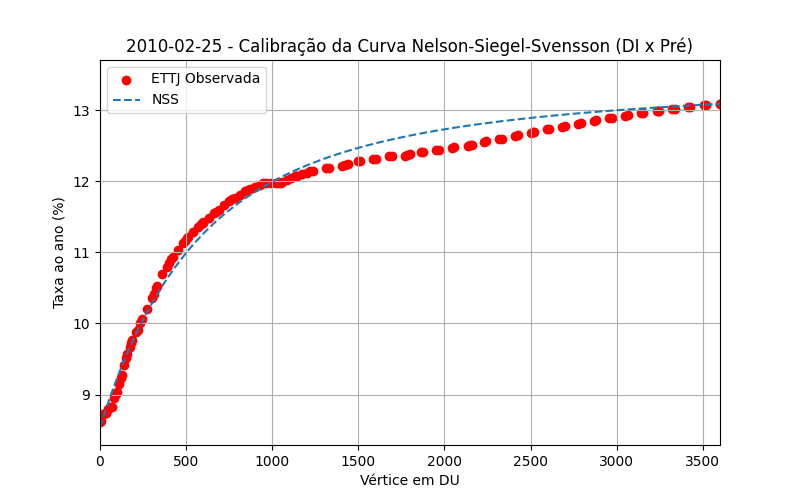 2010-02-25 - Calibração da Curva Nelson-Siegel-Svensson (DI x Pré)
ETTJ Observada
NSS
Taxa ao ano (%)
13
12
11
10
9
0 500 1000 1500 2000 2500 3000 3500
Vértice em DU